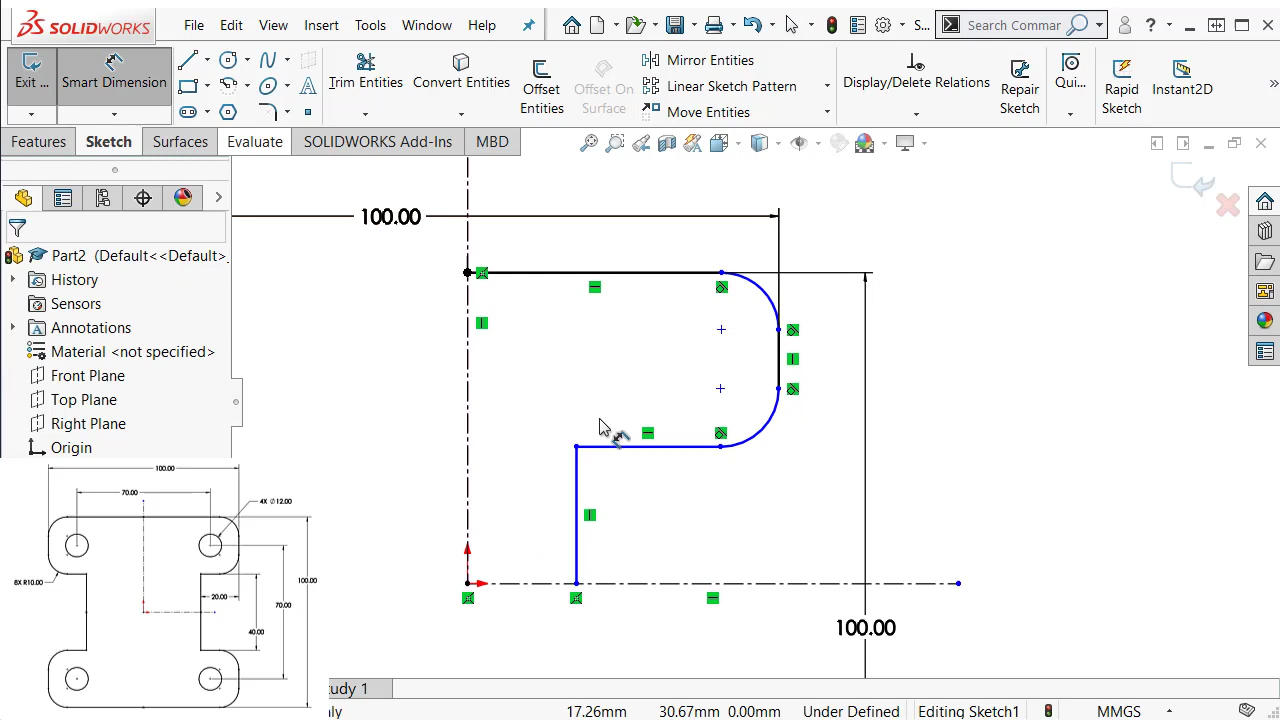 SOLIDWORKS File Edit View Insert Tools Window Help S... Search Commar ?
Exit ... Smart Dimension Trim Entities Convert Entities Offset Entities Offset On Surface Mirror Entities Linear Sketch Pattern Move Entities Display/Delete Relations Repair Sketch Qui... Rapid Sketch Instant2D
Features Sketch Surfaces Evaluate SOLIDWORKS Add-Ins MBD
Part2 (Default<<Default>_
History
Sensors
Annotations
Material <not specified>
Front Plane
Top Plane
Right Plane
Origin
100.00
100.00
100.00
70.00
4X Ø12.00
8X R10.00
20.00
100.00
70.00
40.00
tudy 1
ly 17.26mm 30.67mm 0.00mm Under Defined Editing Sketch1 MMGS